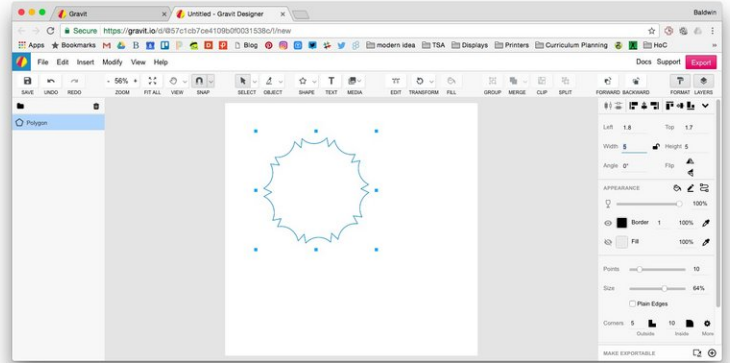 Gravit
Untitled - Gravit Designer
Baldwin
Secure https://gravit.io/d/@57c1cb7ce4109b0f0031538c/1/new
Apps Bookmarks Blog modern idea TSA Displays Printers Curriculum Planning HoC
File Edit Insert Modify View Help Docs Support Export
- 56% +
SAVE UNDO REDO ZOOM FIT ALL VIEW SNAP SELECT OBJECT SHAPE TEXT MEDIA EDIT TRANSFORM FILL GROUP MERGE CLIP SPLIT FORWARD BACKWARD FORMAT LAYERS
Polygon
Left 1.8 Top 1.7
Width 5 Height 5
Angle 0° Flip
APPEARANCE
100%
Border 1 100%
Fill 100%
Points 10
Size 64%
Plain Edges
Corners 5 10
Outside Inside More
MAKE EXPORTABLE